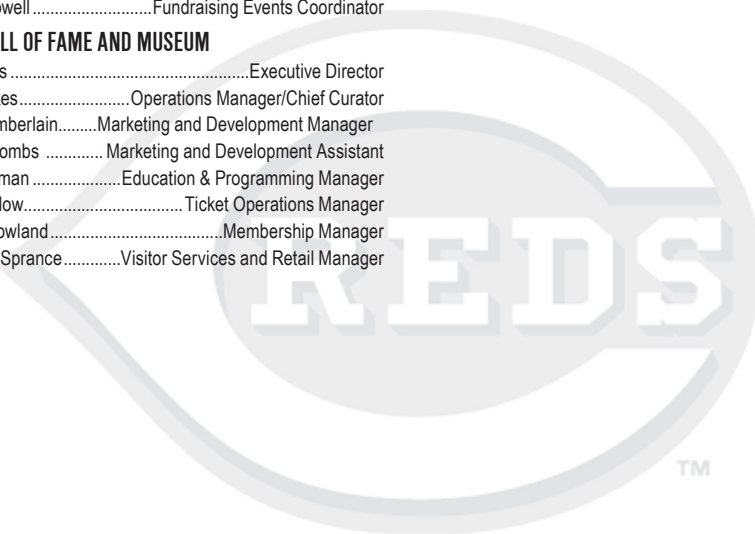 owell ...........................Fundraising Events Coordinator
LL OF FAME AND MUSEUM
s .....................................................Executive Director
kes.........................Operations Manager/Chief Curator
mberlain.........Marketing and Development Manager
ombs ............. Marketing and Development Assistant
man ....................Education & Programming Manager
low.................................... Ticket Operations Manager
owland.......................................Membership Manager
Sprance.............Visitor Services and Retail Manager
REDS
TM